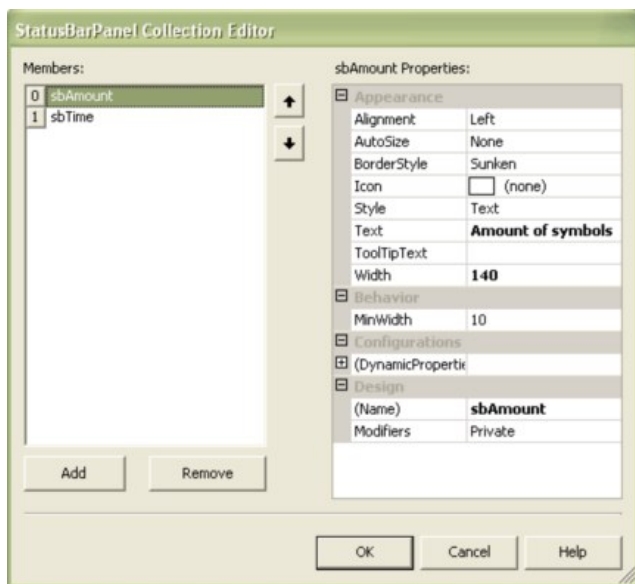 StatusBarPanel Collection Editor
Members:
0 sbAmount
1 sbTime
Add Remove
sbAmount Properties:
Appearance
Alignment Left
AutoSize None
BorderStyle Sunken
Icon (none)
Style Text
Text Amount of symbols
ToolTipText
Width 140
Behavior
MinWidth 10
Configurations
(DynamicPropertie
Design
(Name) sbAmount
Modifiers Private
OK Cancel Help